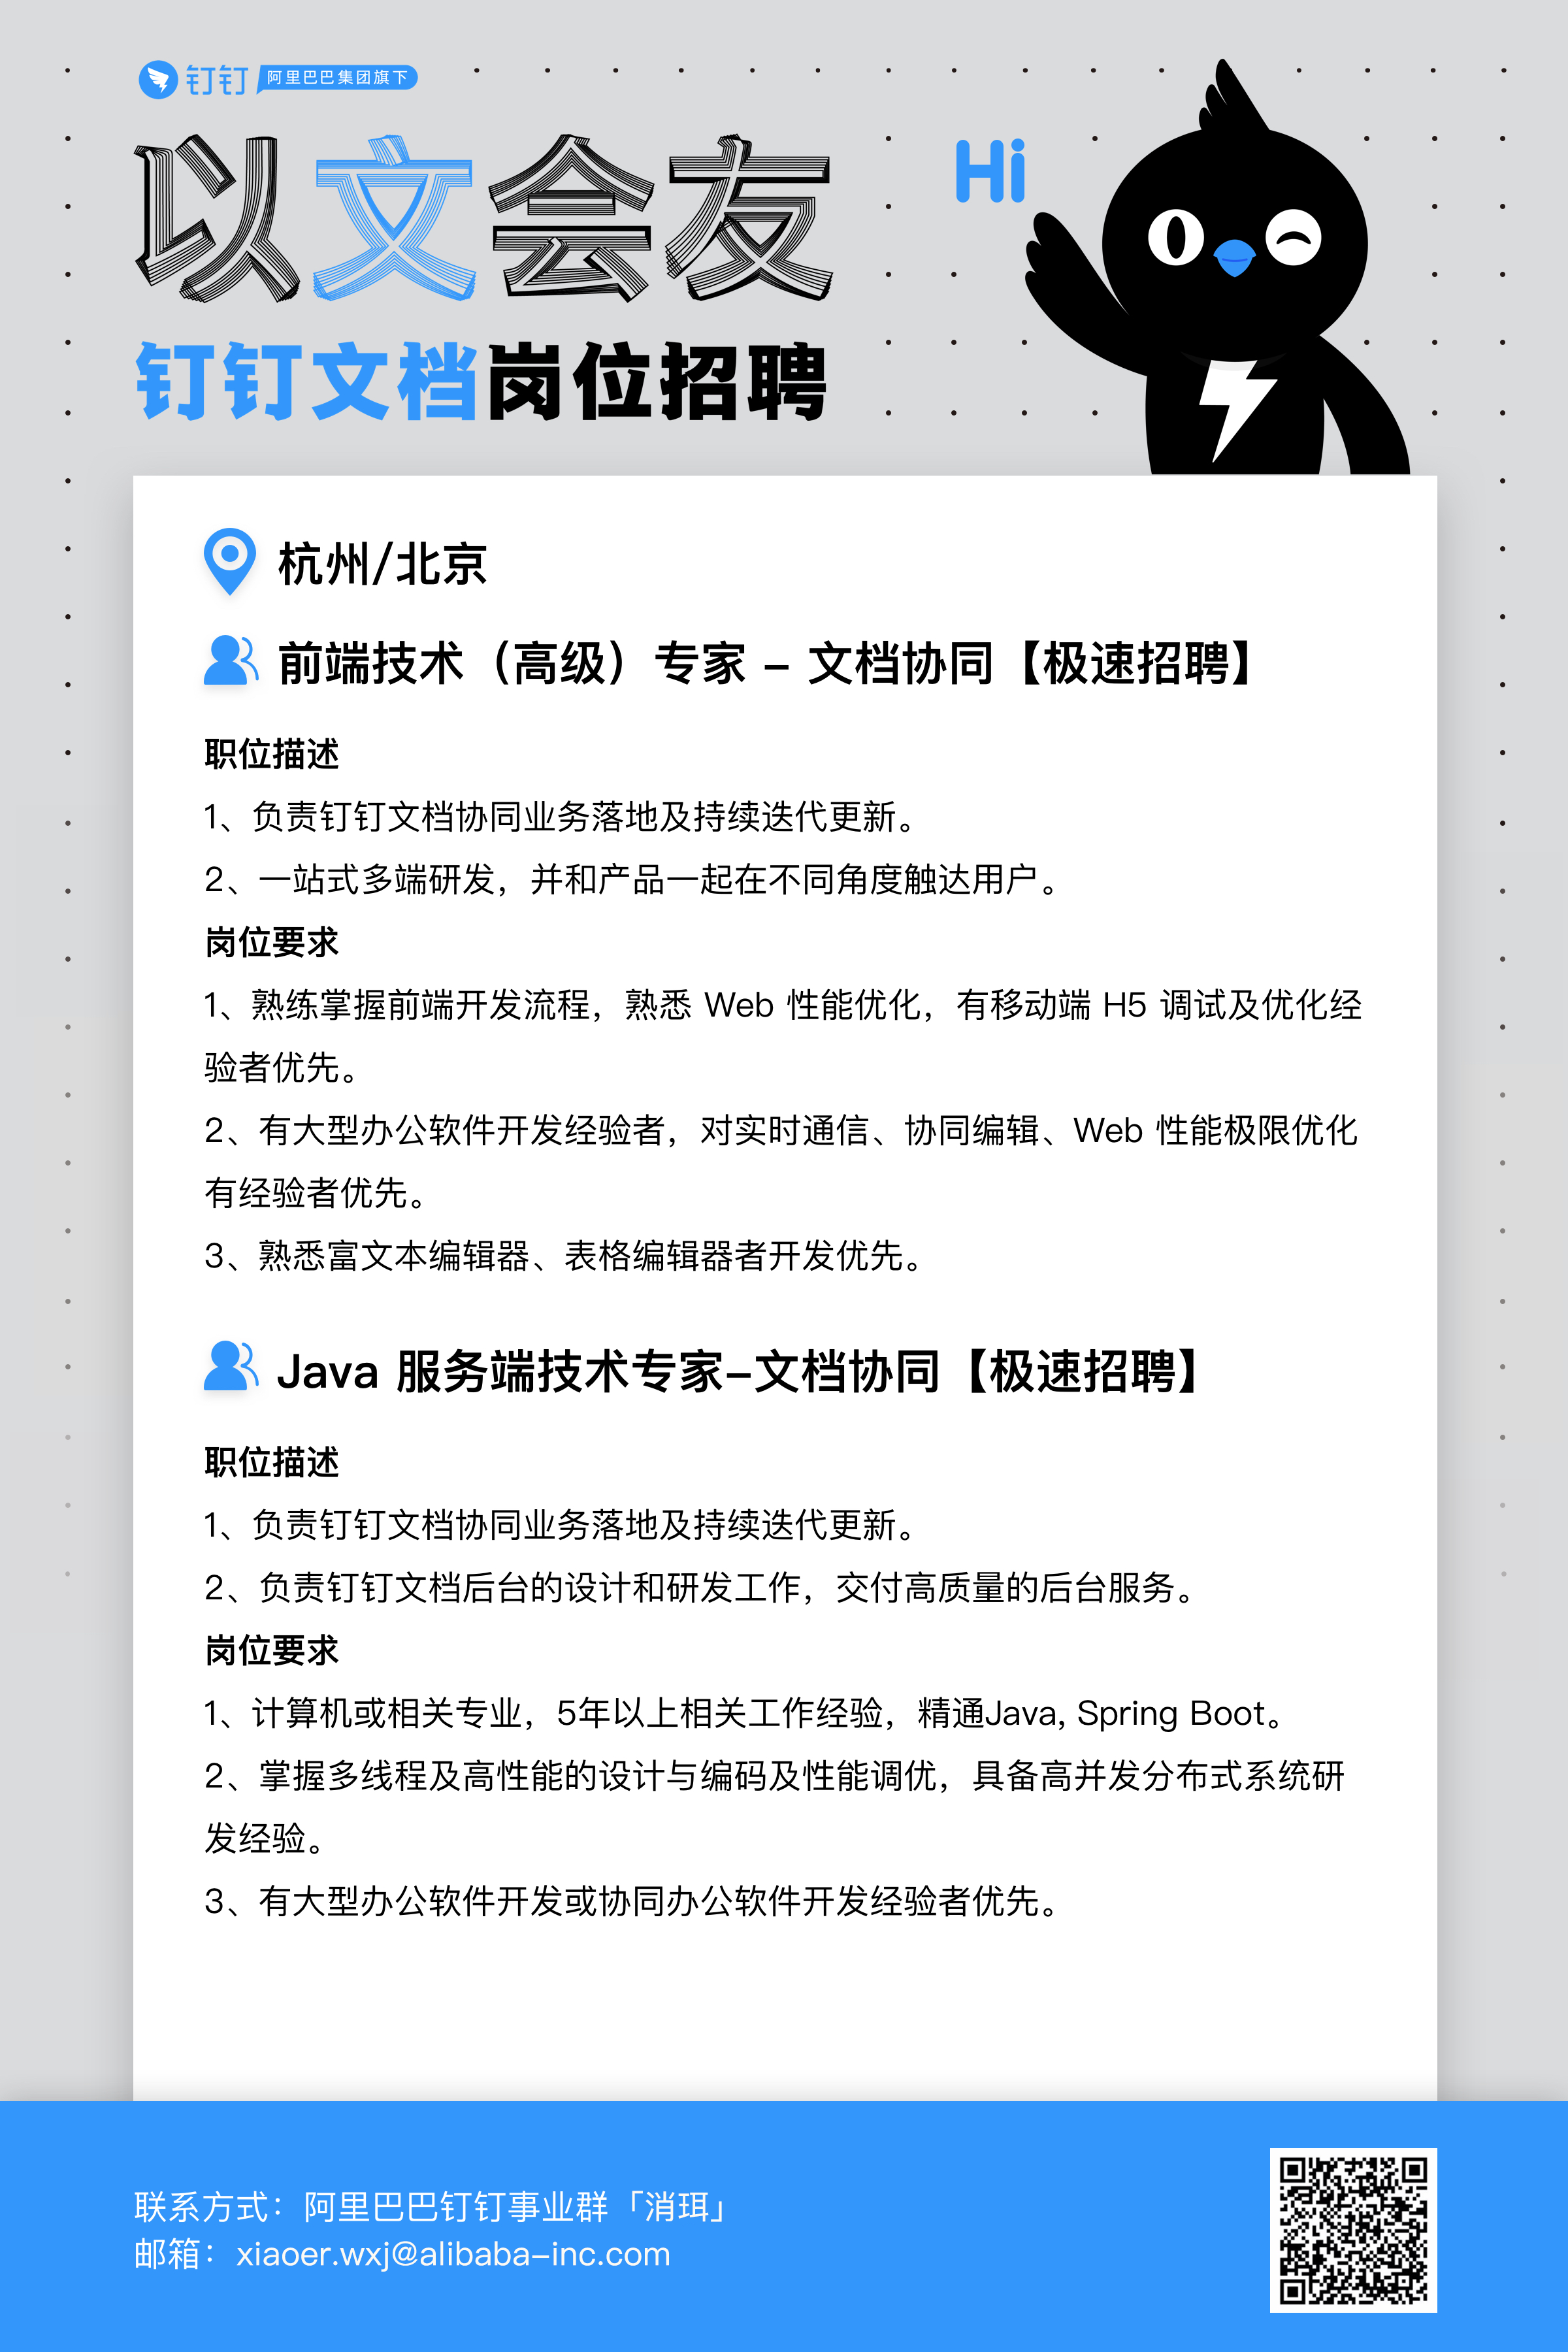 钉钉 阿里巴巴集团旗下
以文会友
Hi
钉钉文档岗位招聘
杭州/北京
前端技术（高级）专家 – 文档协同【极速招聘】
职位描述
1、负责钉钉文档协同业务落地及持续迭代更新。
2、一站式多端研发，并和产品一起在不同角度触达用户。
岗位要求
1、熟练掌握前端开发流程，熟悉 Web 性能优化，有移动端 H5 调试及优化经
验者优先。
2、有大型办公软件开发经验者，对实时通信、协同编辑、Web 性能极限优化
有经验者优先。
3、熟悉富文本编辑器、表格编辑器者开发优先。
Java 服务端技术专家–文档协同【极速招聘】
职位描述
1、负责钉钉文档协同业务落地及持续迭代更新。
2、负责钉钉文档后台的设计和研发工作，交付高质量的后台服务。
岗位要求
1、计算机或相关专业，5年以上相关工作经验，精通Java, Spring Boot。
2、掌握多线程及高性能的设计与编码及性能调优，具备高并发分布式系统研
发经验。
3、有大型办公软件开发或协同办公软件开发经验者优先。
联系方式：阿里巴巴钉钉事业群「消珥」
邮箱：xiaoer.wxj@alibaba-inc.com